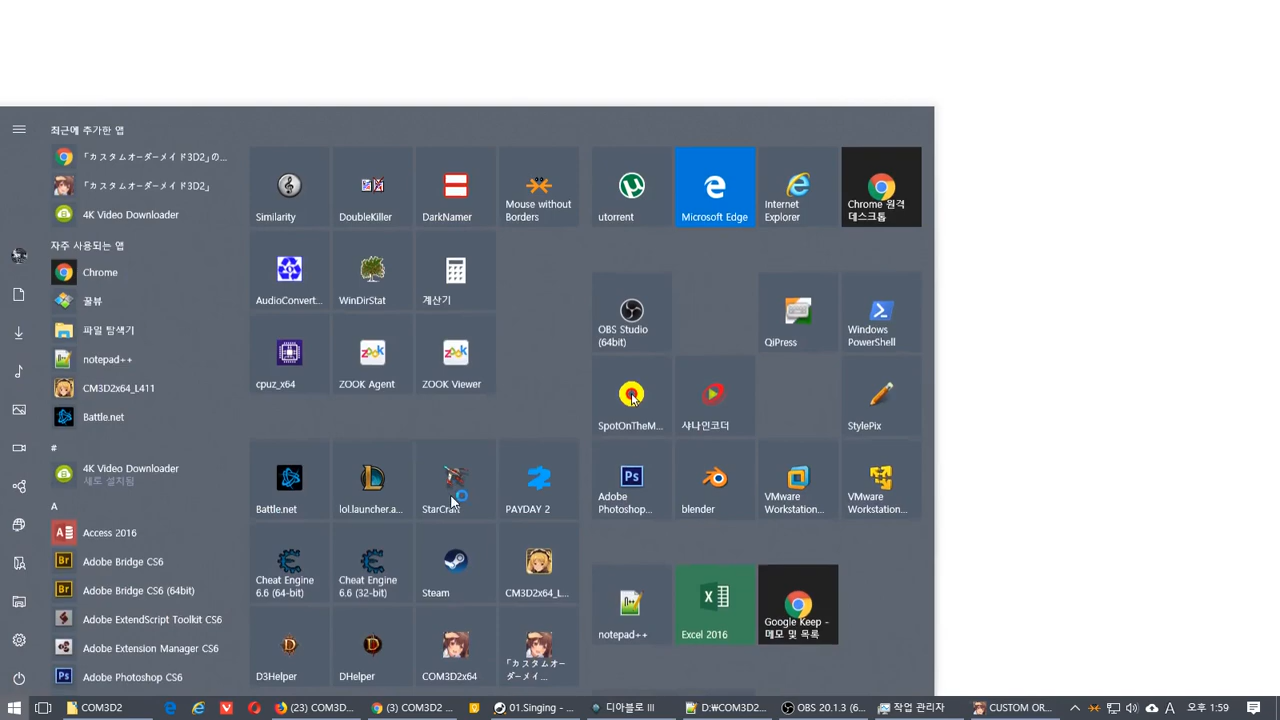 최근에 추가한 앱
「カスタムオーダーメイド3D2」の...
「カスタムオーダーメイド3D2」
4K Video Downloader
자주 사용되는 앱
Chrome
꿀뷰
파일 탐색기
notepad++
CM3D2x64_L411
Battle.net
#
4K Video Downloader
새로 설치됨
A
Access 2016
Adobe Bridge CS6
Adobe Bridge CS6 (64bit)
Adobe ExtendScript Toolkit CS6
Adobe Extension Manager CS6
Adobe Photoshop CS6
Similarity
DoubleKiller
DarkNamer
Mouse without
Borders
AudioConvert...
WinDirStat
계산기
cpuz_x64
ZOOK Agent
ZOOK Viewer
Battle.net
lol.launcher.a...
StarCraft
PAYDAY 2
Cheat Engine
6.6 (64-bit)
Cheat Engine
6.6 (32-bit)
Steam
CM3D2x64_L...
D3Helper
DHelper
COM3D2x64
「カスタムオー
ダーメイ...
utorrent
Microsoft Edge
Internet
Explorer
Chrome 원격
데스크톱
OBS Studio
(64bit)
QiPress
Windows
PowerShell
SpotOnTheM...
샤나인코더
StylePix
Adobe
Photoshop...
blender
VMware
Workstation...
VMware
Workstation...
notepad++
Excel 2016
Google Keep -
메모 및 목록
COM3D2
(23) COM3D...
(3) COM3D2 ...
01.Singing - ...
디아블로 III
D:\COM3D2...
OBS 20.1.3 (6...
작업 관리자
CUSTOM OR...
A
오후 1:59